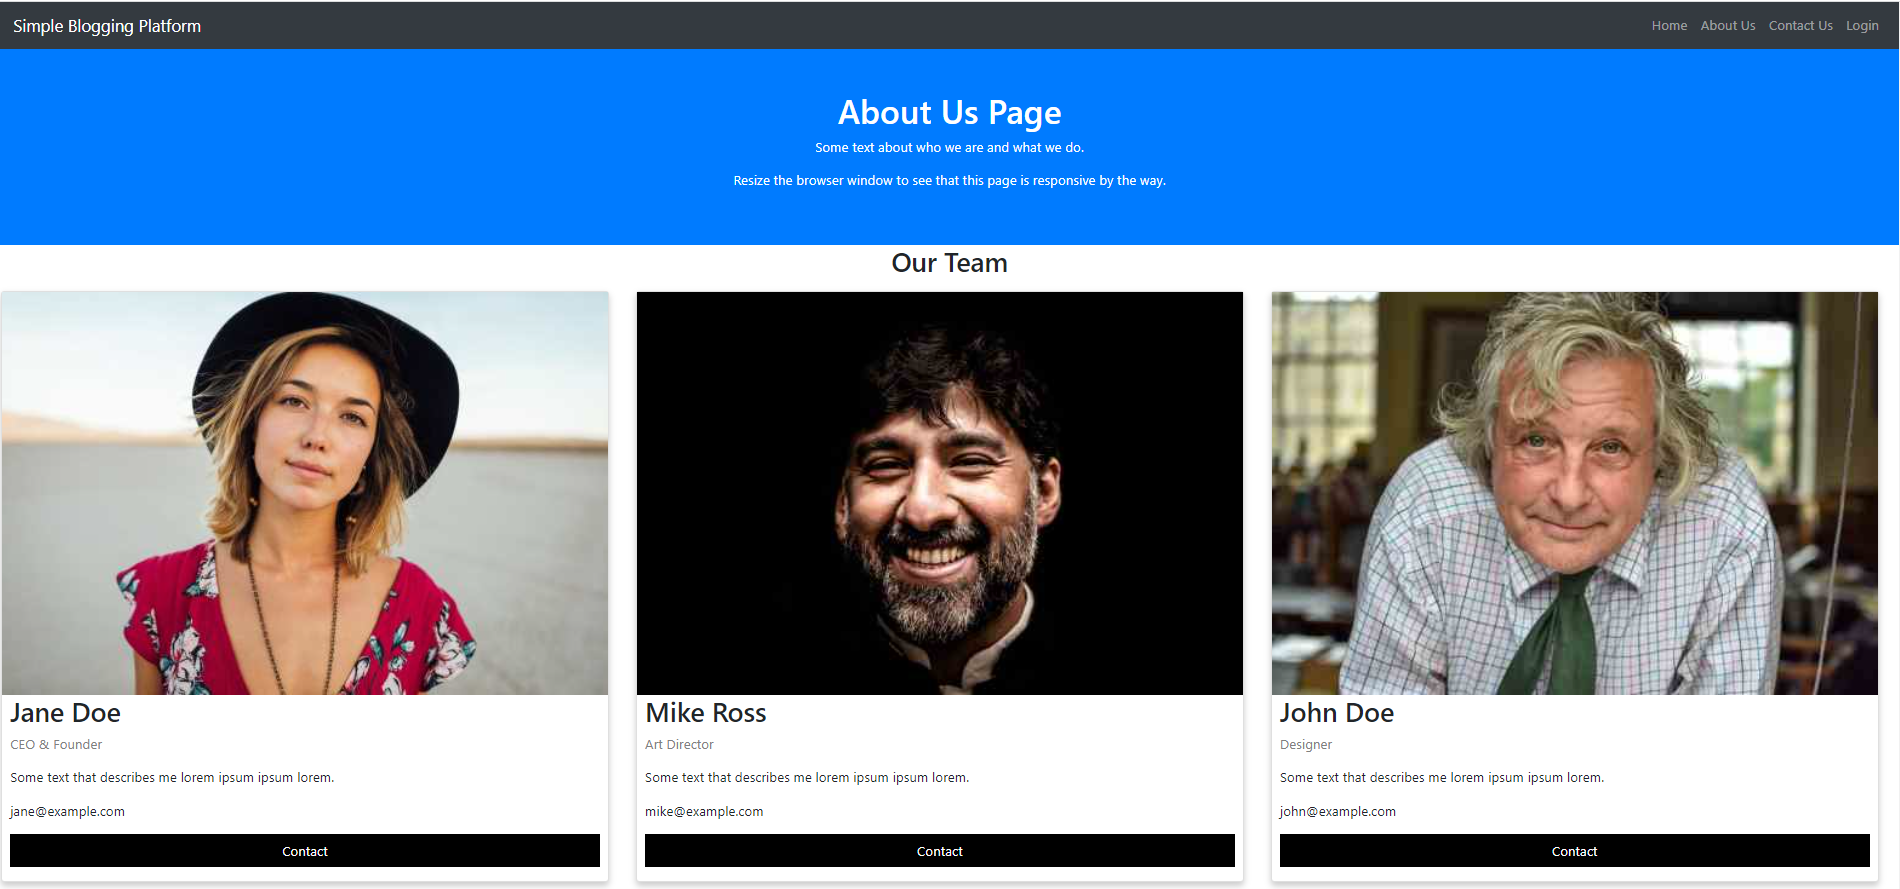 Simple Blogging Platform
Home About Us Contact Us Login
About Us Page
Some text about who we are and what we do.
Resize the browser window to see that this page is responsive by the way.
Our Team
Jane Doe
CEO & Founder
Some text that describes me lorem ipsum ipsum lorem.
jane@example.com
Contact
Mike Ross
Art Director
Some text that describes me lorem ipsum ipsum lorem.
mike@example.com
Contact
John Doe
Designer
Some text that describes me lorem ipsum ipsum lorem.
john@example.com
Contact